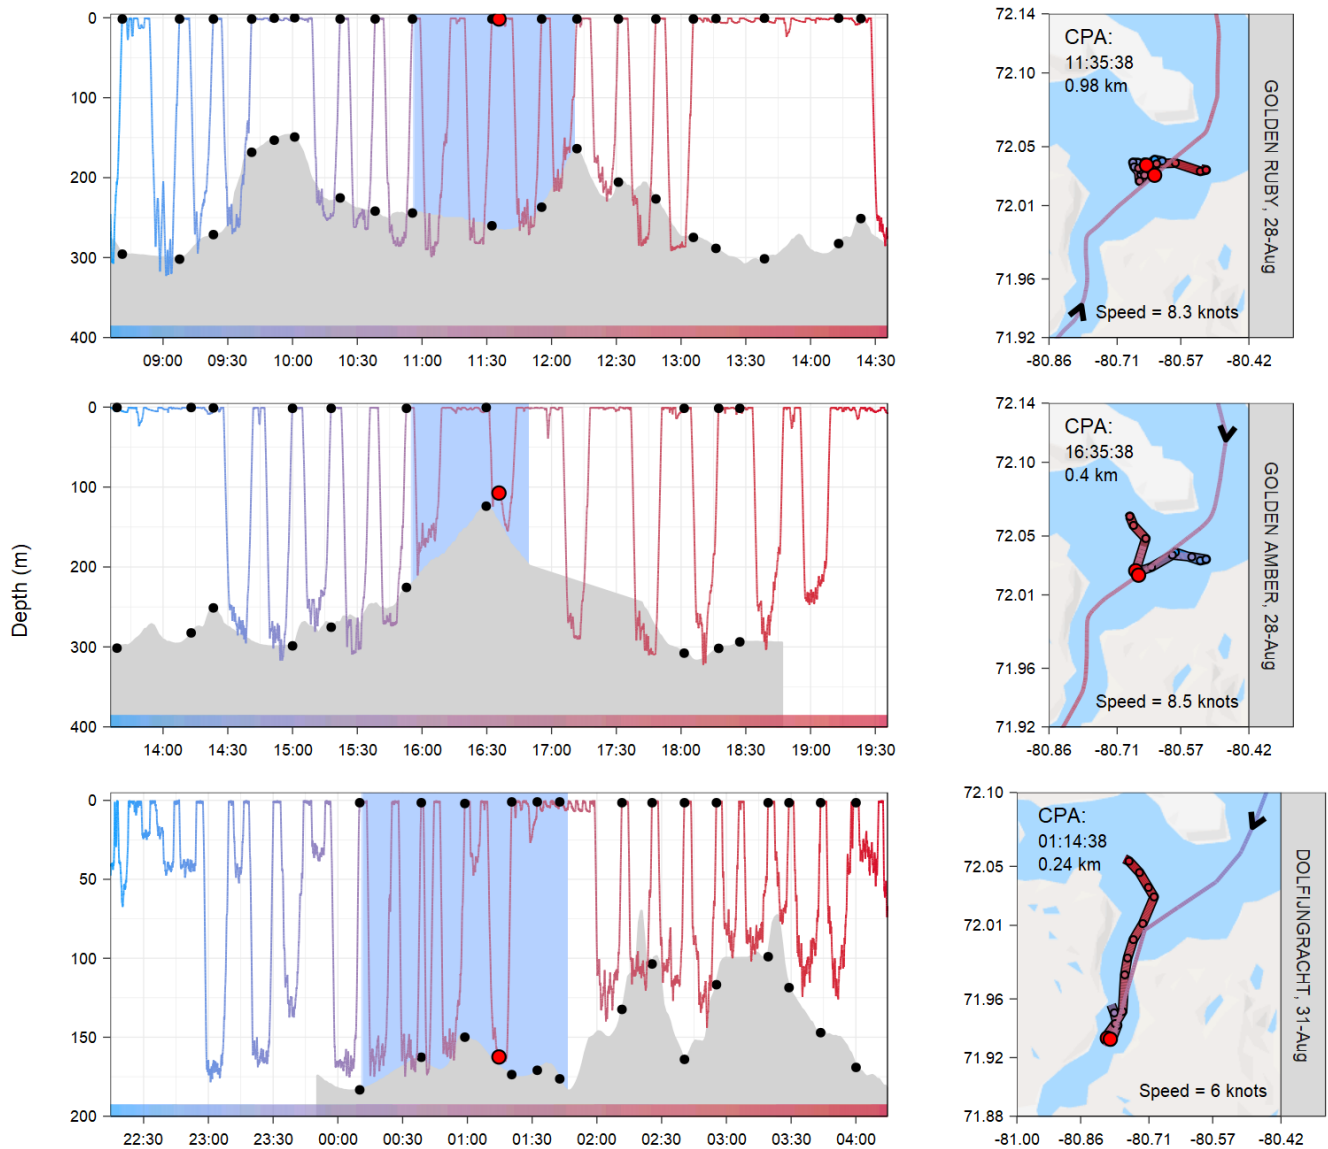 Depth (m)
0
100
200
300
400
09:00 09:30 10:00 10:30 11:00 11:30 12:00 12:30 13:00 13:30 14:00 14:30
72.14
72.10
72.05
72.01
71.96
71.92
CPA:
11:35:38
0.98 km
Speed = 8.3 knots
-80.86 -80.71 -80.57 -80.42
GOLDEN RUBY, 28-Aug
0
100
200
300
400
14:00 14:30 15:00 15:30 16:00 16:30 17:00 17:30 18:00 18:30 19:00 19:30
72.14
72.10
72.05
72.01
71.96
71.92
CPA:
16:35:38
0.4 km
Speed = 8.5 knots
-80.86 -80.71 -80.57 -80.42
GOLDEN AMBER, 28-Aug
0
50
100
150
200
22:30 23:00 23:30 00:00 00:30 01:00 01:30 02:00 02:30 03:00 03:30 04:00
72.10
72.05
72.01
71.96
71.92
71.88
CPA:
01:14:38
0.24 km
Speed = 6 knots
-81.00 -80.86 -80.71 -80.57 -80.42
DOLFIJNGRACHT, 31-Aug